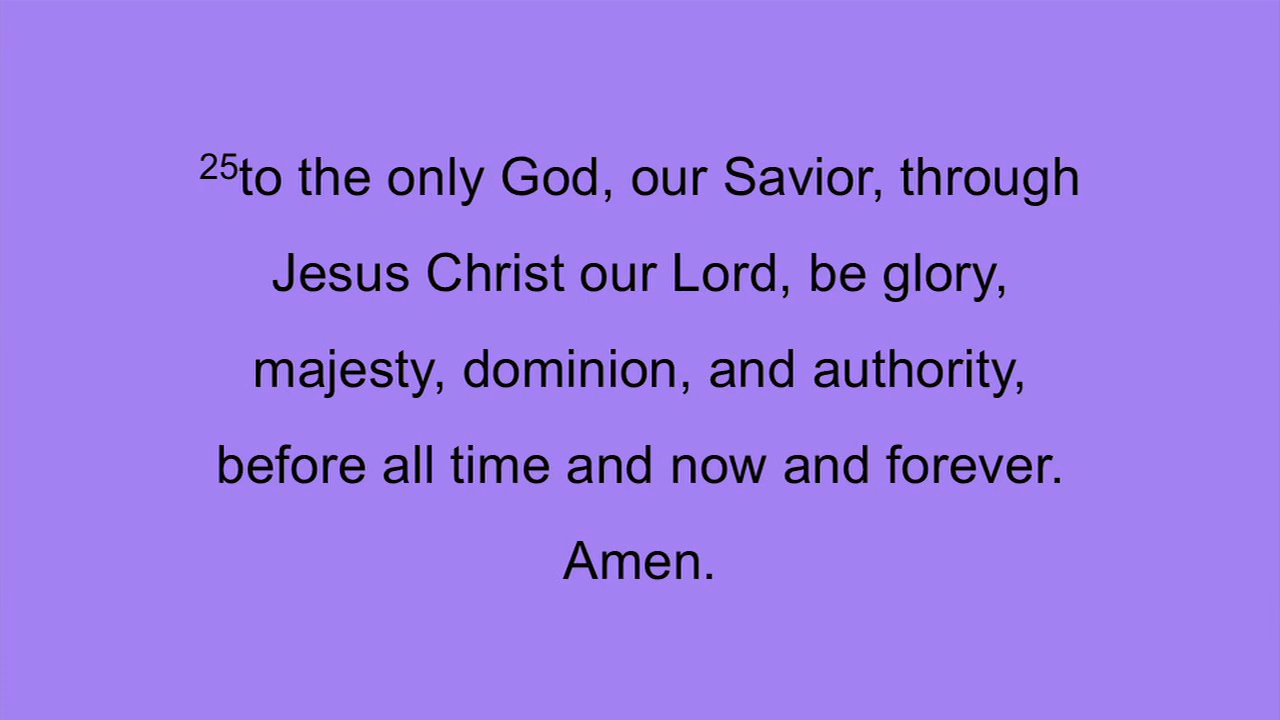 25to the only God, our Savior, through
Jesus Christ our Lord, be glory,
majesty, dominion, and authority,
before all time and now and forever.
Amen.